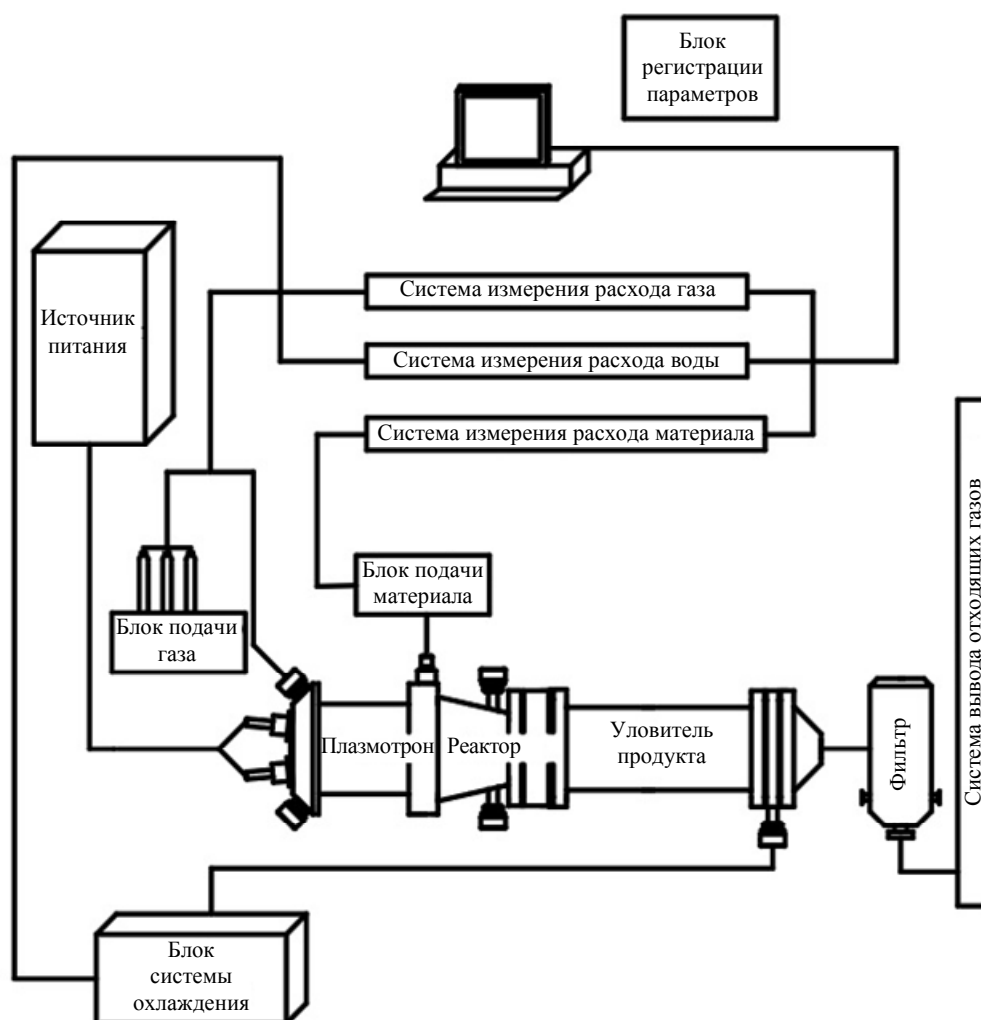 Блок
регистрации
параметров
Источник
питания
Система измерения расхода газа
Система измерения расхода воды
Система измерения расхода материала
Блок подачи
материала
Блок подачи
газа
Плазмотрон
Реактор
Уловитель
продукта
Фильтр
Система вывода отходящих газов
Блок
системы
охлаждения